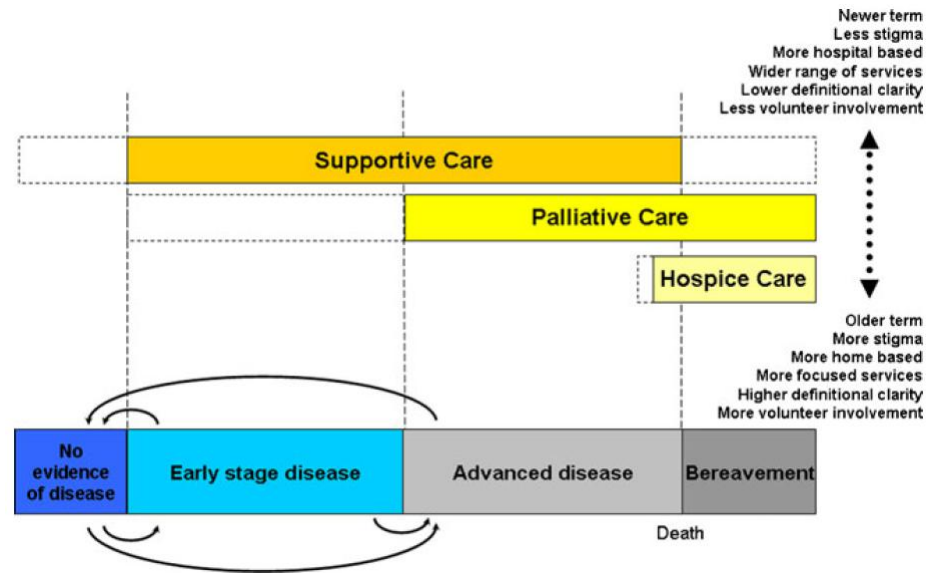 Newer term
Less stigma
More hospital based
Wider range of services
Lower definitional clarity
Less volunteer involvement
Supportive Care
Palliative Care
Hospice Care
Older term
More stigma
More home based
More focused services
Higher definitional clarity
More volunteer involvement
No
evidence
of disease
Early stage disease
Advanced disease
Bereavement
Death